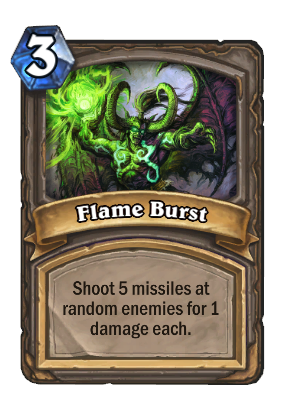 3
Flame Burst
Shoot 5 missiles at
random enemies for 1
damage each.